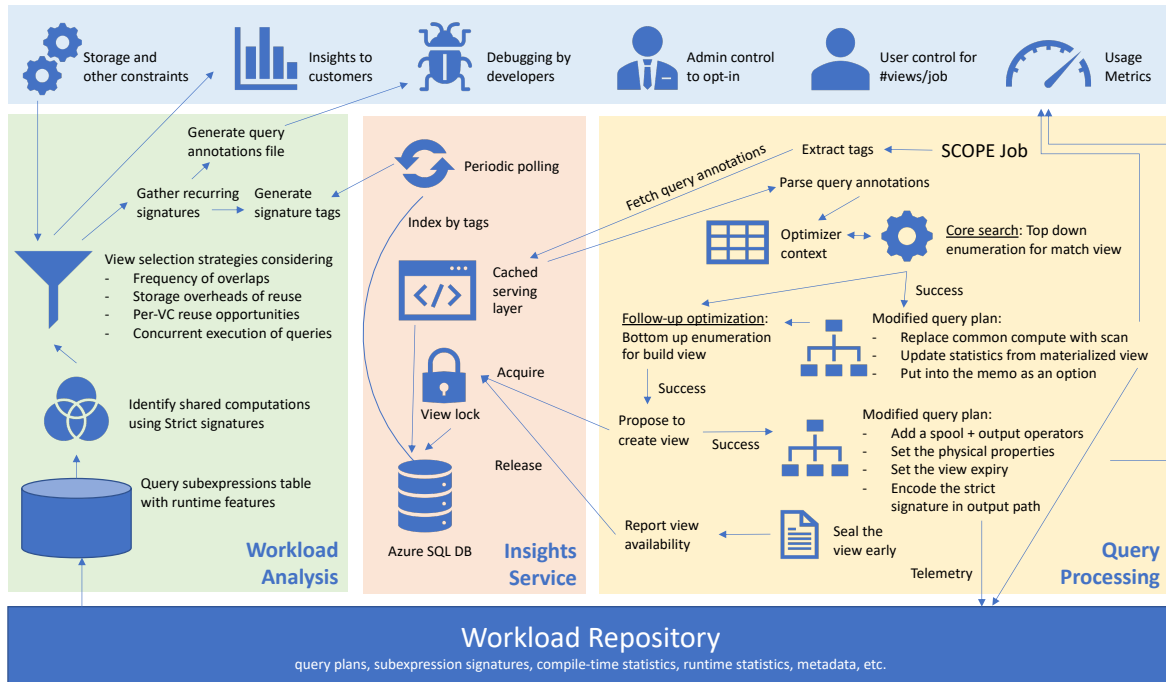 Storage and
other constraints
Insights to
customers
Debugging by
developers
Admin control
to opt-in
User control for
#views/job
Usage
Metrics
Generate query
annotations file
Gather recurring
signatures
Generate
signature tags
View selection strategies considering
- Frequency of overlaps
- Storage overheads of reuse
- Per-VC reuse opportunities
- Concurrent execution of queries
Identify shared computations
using Strict signatures
Query subexpressions table
with runtime features
Workload
Analysis
Periodic polling
Index by tags
Cached
serving
layer
Acquire
View lock
Release
Azure SQL DB
Insights
Service
Fetch query annotations
Extract tags
SCOPE Job
Parse query annotations
Optimizer
context
Core search: Top down
enumeration for match view
Success
Follow-up optimization:
Bottom up enumeration
for build view
Modified query plan:
- Replace common compute with scan
- Update statistics from materialized view
- Put into the memo as an option
Success
Propose to
create view
Success
Modified query plan:
- Add a spool + output operators
- Set the physical properties
- Set the view expiry
- Encode the strict
signature in output path
Report view
availability
Seal the
view early
Telemetry
Query
Processing
Workload Repository
query plans, subexpression signatures, compile-time statistics, runtime statistics, metadata, etc.